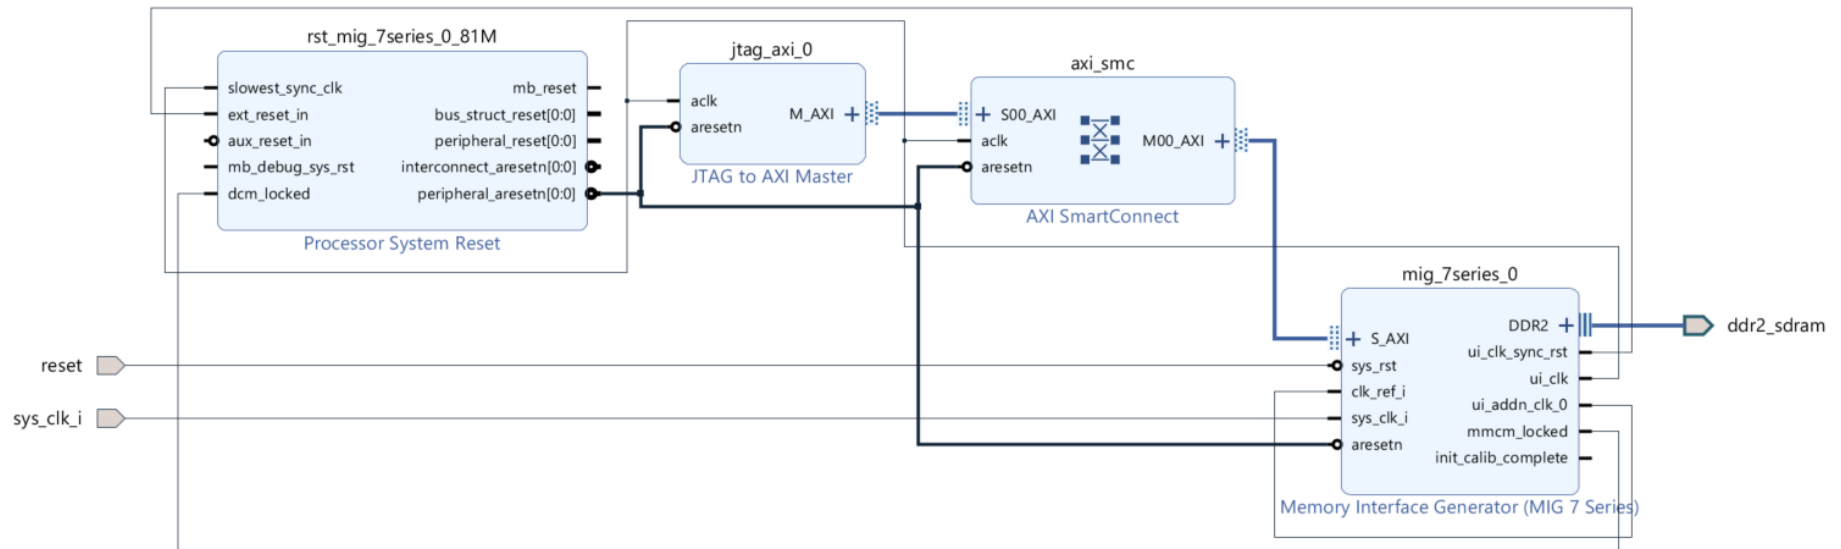 rst_mig_7series_0_81M
slowest_sync_clk
ext_reset_in
aux_reset_in
mb_debug_sys_rst
dcm_locked
mb_reset
bus_struct_reset[0:0]
peripheral_reset[0:0]
interconnect_aresetn[0:0]
peripheral_aresetn[0:0]
Processor System Reset
jtag_axi_0
aclk
aresetn
M_AXI
JTAG to AXI Master
axi_smc
S00_AXI
aclk
aresetn
M00_AXI
AXI SmartConnect
mig_7series_0
S_AXI
sys_rst
clk_ref_i
sys_clk_i
aresetn
DDR2
ui_clk_sync_rst
ui_clk
ui_addn_clk_0
mmcm_locked
init_calib_complete
Memory Interface Generator (MIG 7 Series)
ddr2_sdram
reset
sys_clk_i